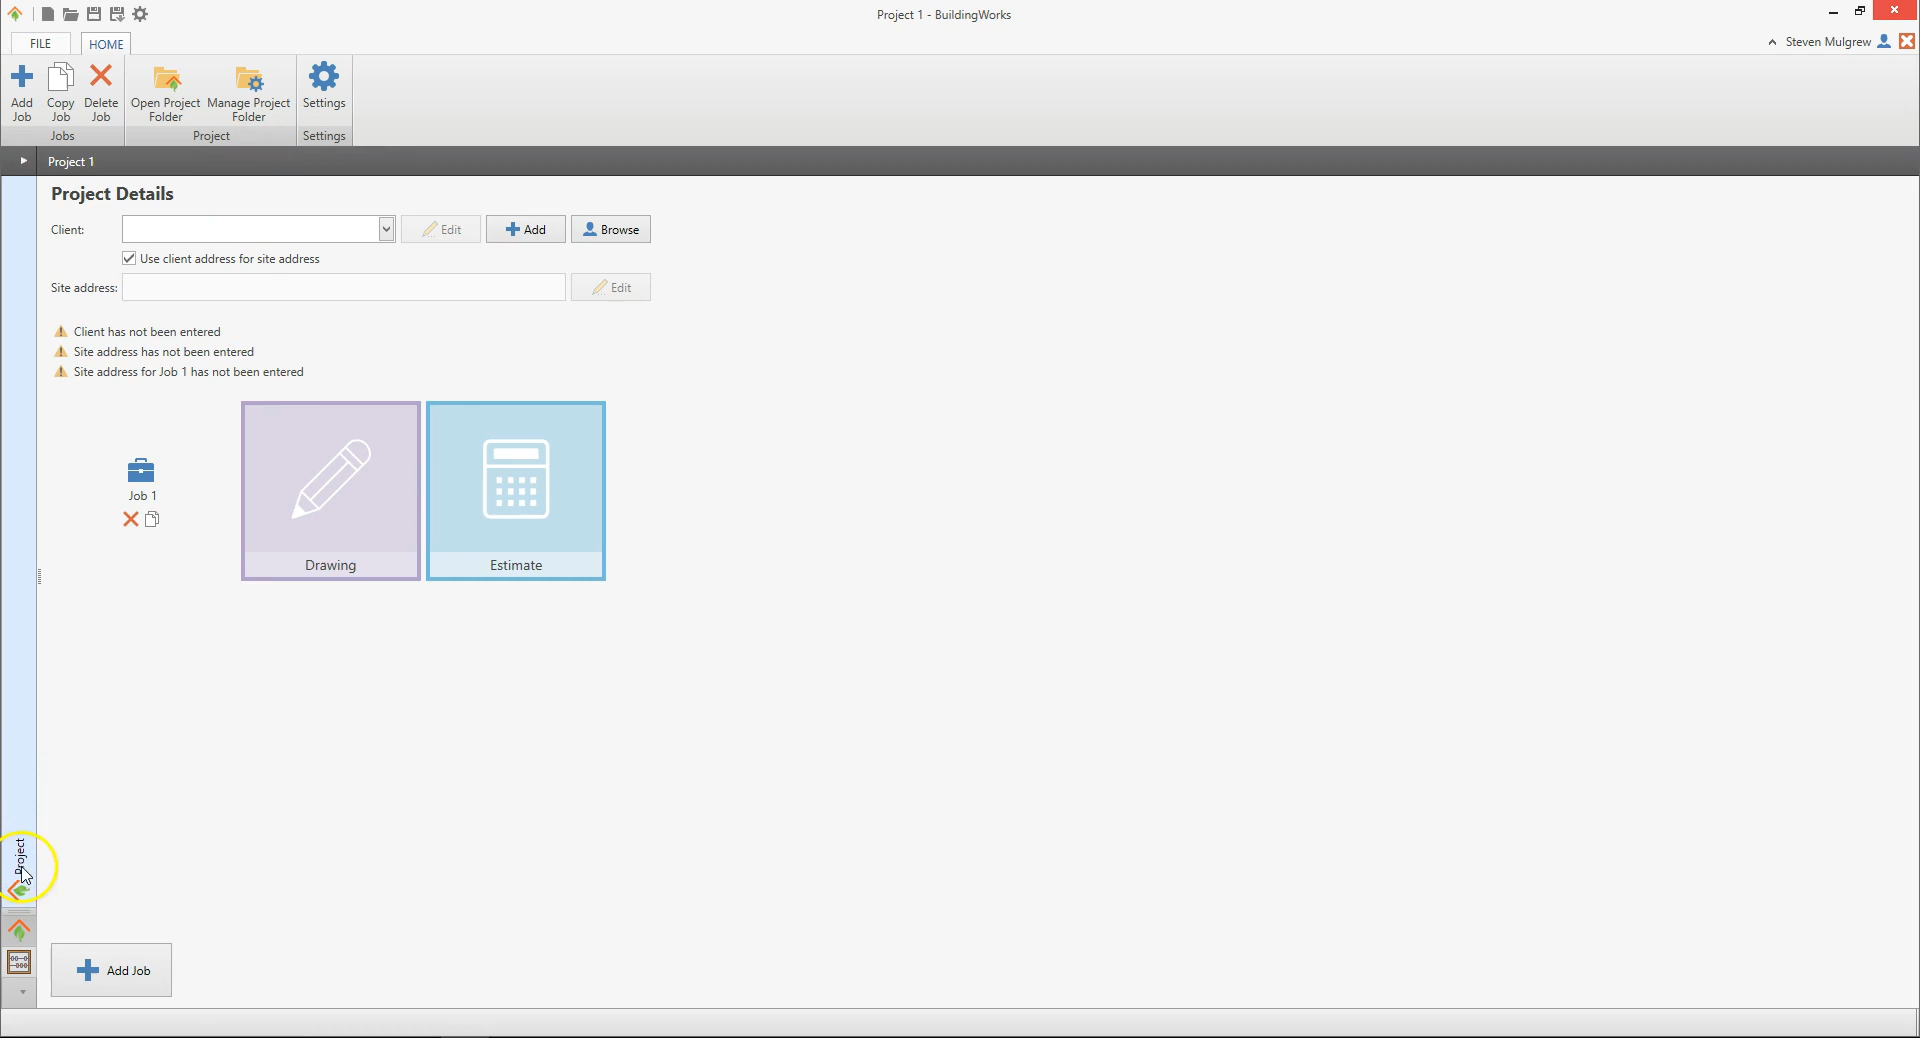 Project 1 - BuildingWorks
FILE HOME
Steven Mulgrew
Add Job
Copy Job
Delete Job
Open Project Folder
Manage Project Folder
Settings
Jobs Project Settings
Project 1
Project Details
Client: Edit Add Browse
Use client address for site address
Site address: Edit
Client has not been entered
Site address has not been entered
Site address for Job 1 has not been entered
Job 1
Drawing Estimate
Project
Add Job